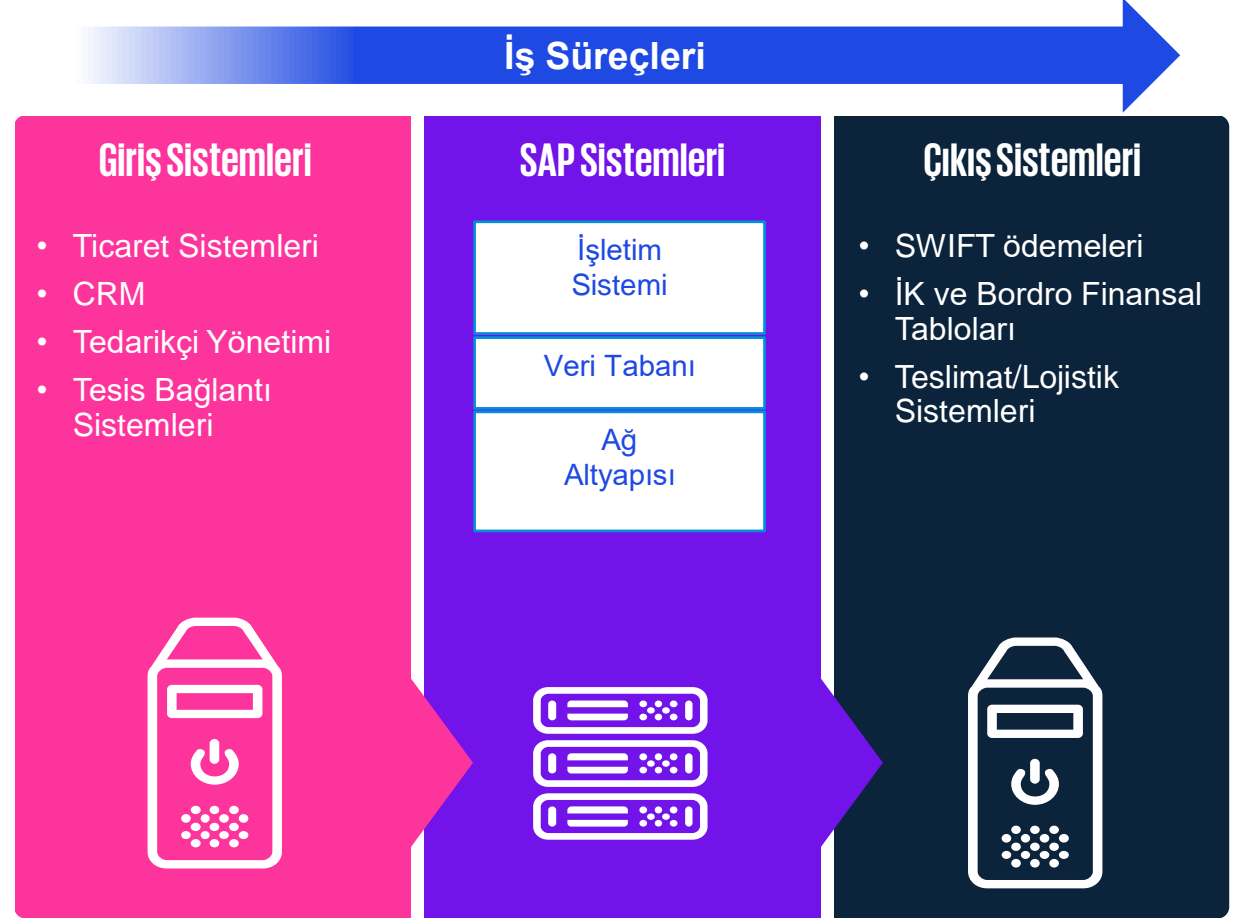 İş Süreçleri
Giriş Sistemleri
• Ticaret Sistemleri
• CRM
• Tedarikçi Yönetimi
• Tesis Bağlantı
Sistemleri
SAP Sistemleri
İşletim
Sistemi
Veri Tabanı
Ağ
Altyapısı
Çıkış Sistemleri
• SWIFT ödemeleri
• İK ve Bordro Finansal
Tabloları
• Teslimat/Lojistik
Sistemleri